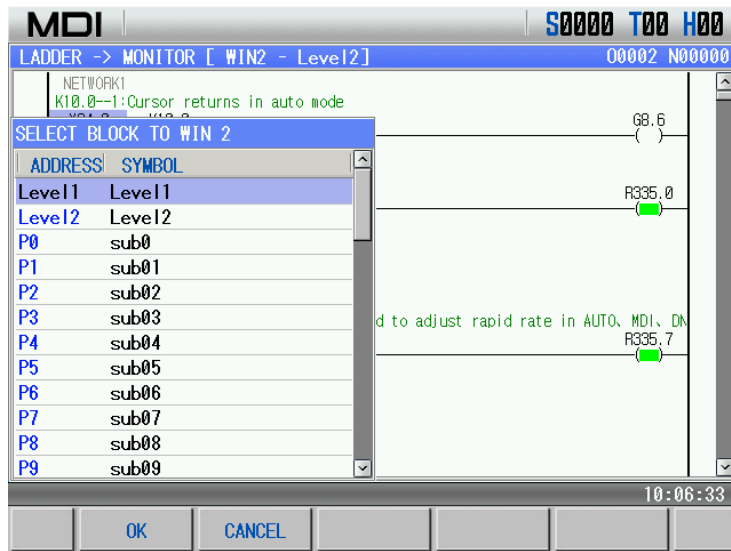 MDI S0000 T00 H00
LADDER -> MONITOR [ WIN2 - Level2] O0002 N00000
NETWORK1
K10.0--1:Cursor returns in auto mode
G8.6
SELECT BLOCK TO WIN 2
ADDRESS SYMBOL
Level1 Level1
R335.0
Level2 Level2
P0 sub0
P1 sub01
P2 sub02
P3 sub03
d to adjust rapid rate in AUTO、MDI、DN
P4 sub04
R335.7
P5 sub05
P6 sub06
P7 sub07
P8 sub08
P9 sub09
10:06:33
OK CANCEL